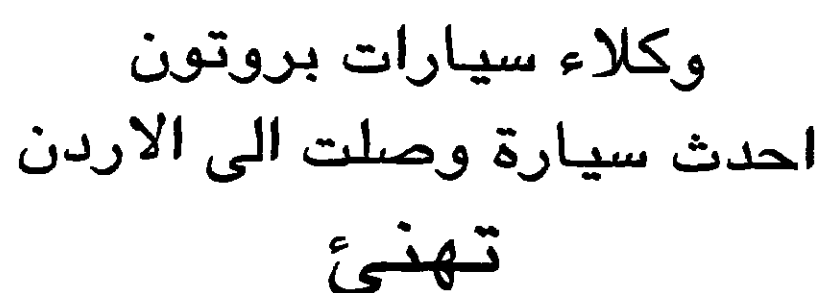 وكلاء سيارات بروتون
احدث سيارة وصلت الى الاردن
تهنئ